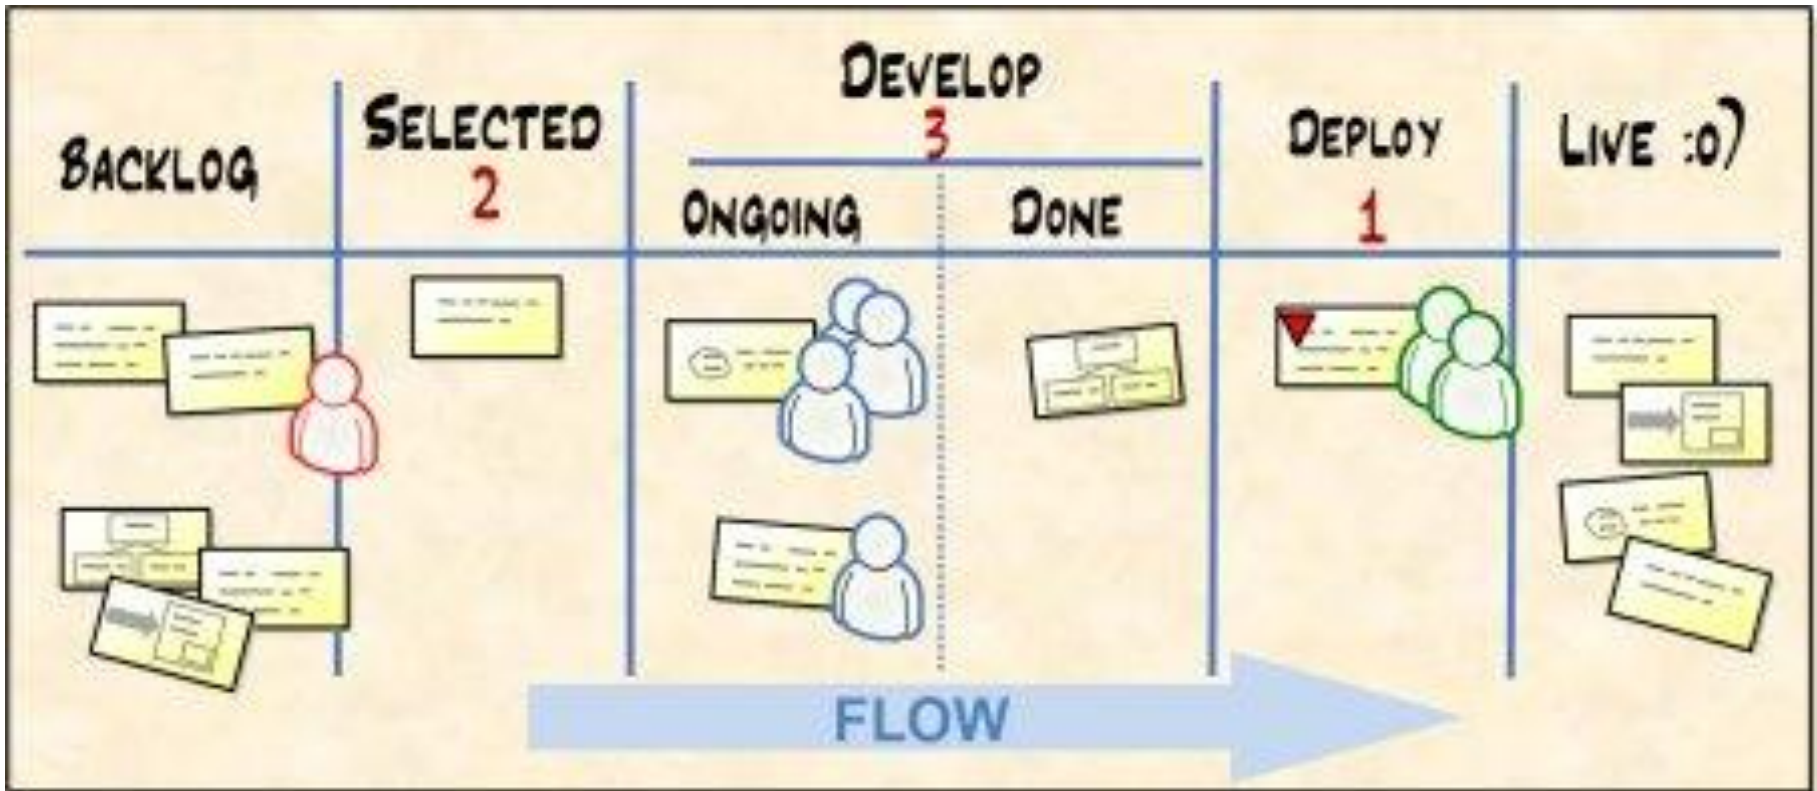 BACKLOG
SELECTED
2
DEVELOP
3
ONGOING
DONE
DEPLOY
1
LIVE :o)
FLOW